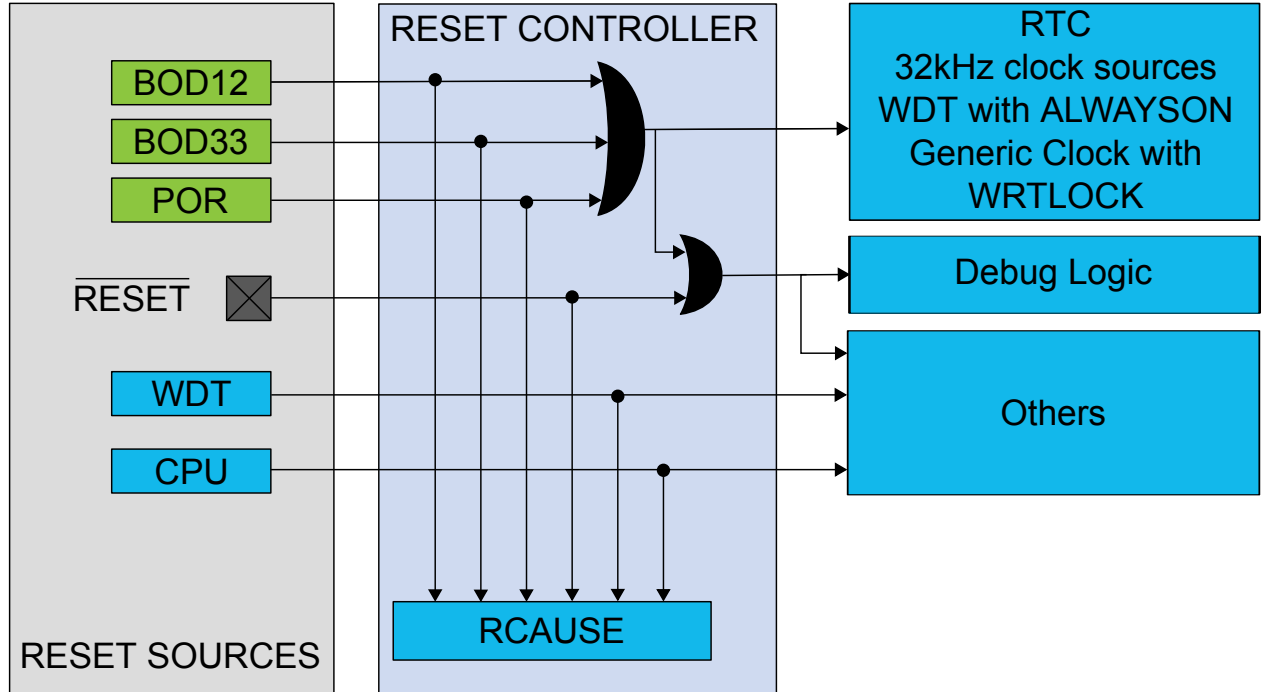 RESET CONTROLLER
BOD12
BOD33
POR
RESET
WDT
CPU
RESET SOURCES
RCAUSE
RTC
32kHz clock sources
WDT with ALWAYSON
Generic Clock with
WRTLOCK
Debug Logic
Others